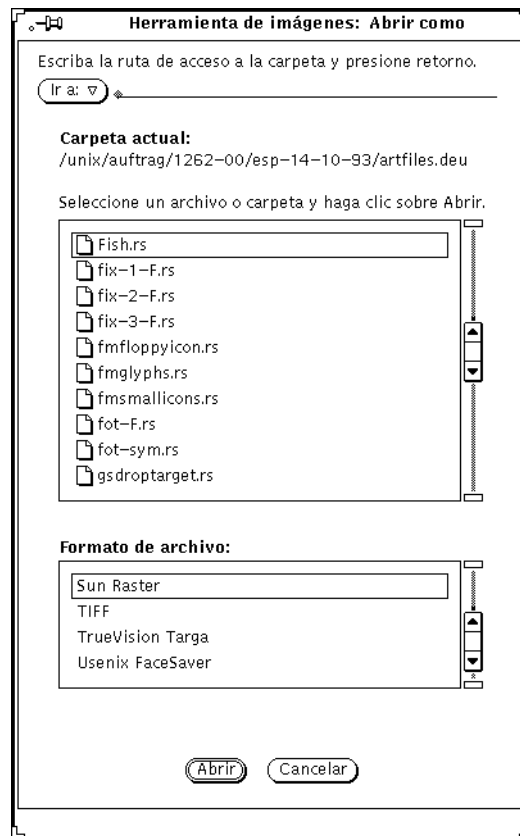 Herramienta de imágenes: Abrir como
Escriba la ruta de acceso a la carpeta y presione retorno.
Ir a:
Carpeta actual:
/unix/auftrag/1262-00/esp-14-10-93/artfiles.deu
Seleccione un archivo o carpeta y haga clic sobre Abrir.
Fish.rs
fix-1-F.rs
fix-2-F.rs
fix-3-F.rs
fmfloppyicon.rs
fmglyphs.rs
fmsmallicons.rs
fot-F.rs
fot-sym.rs
gsdroptarget.rs
Formato de archivo:
Sun Raster
TIFF
TrueVision Targa
Usenix FaceSaver
Abrir Cancelar